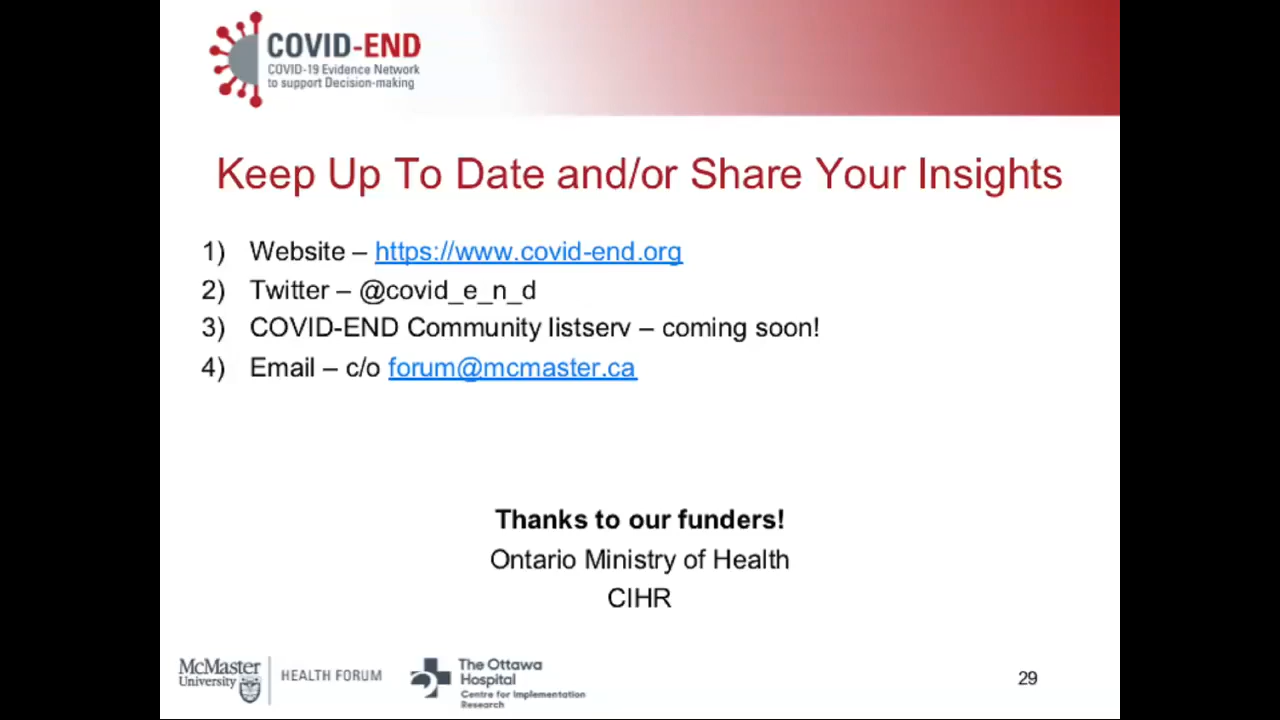 COVID-END
COVID-19 Evidence Network
to support Decision-making
Keep Up To Date and/or Share Your Insights
1) Website – https://www.covid-end.org
2) Twitter – @covid_e_n_d
3) COVID-END Community listserv – coming soon!
4) Email – c/o forum@mcmaster.ca
Thanks to our funders!
Ontario Ministry of Health
CIHR
McMaster
University
HEALTH FORUM
The Ottawa
Hospital
Centre for Implementation
Research
29